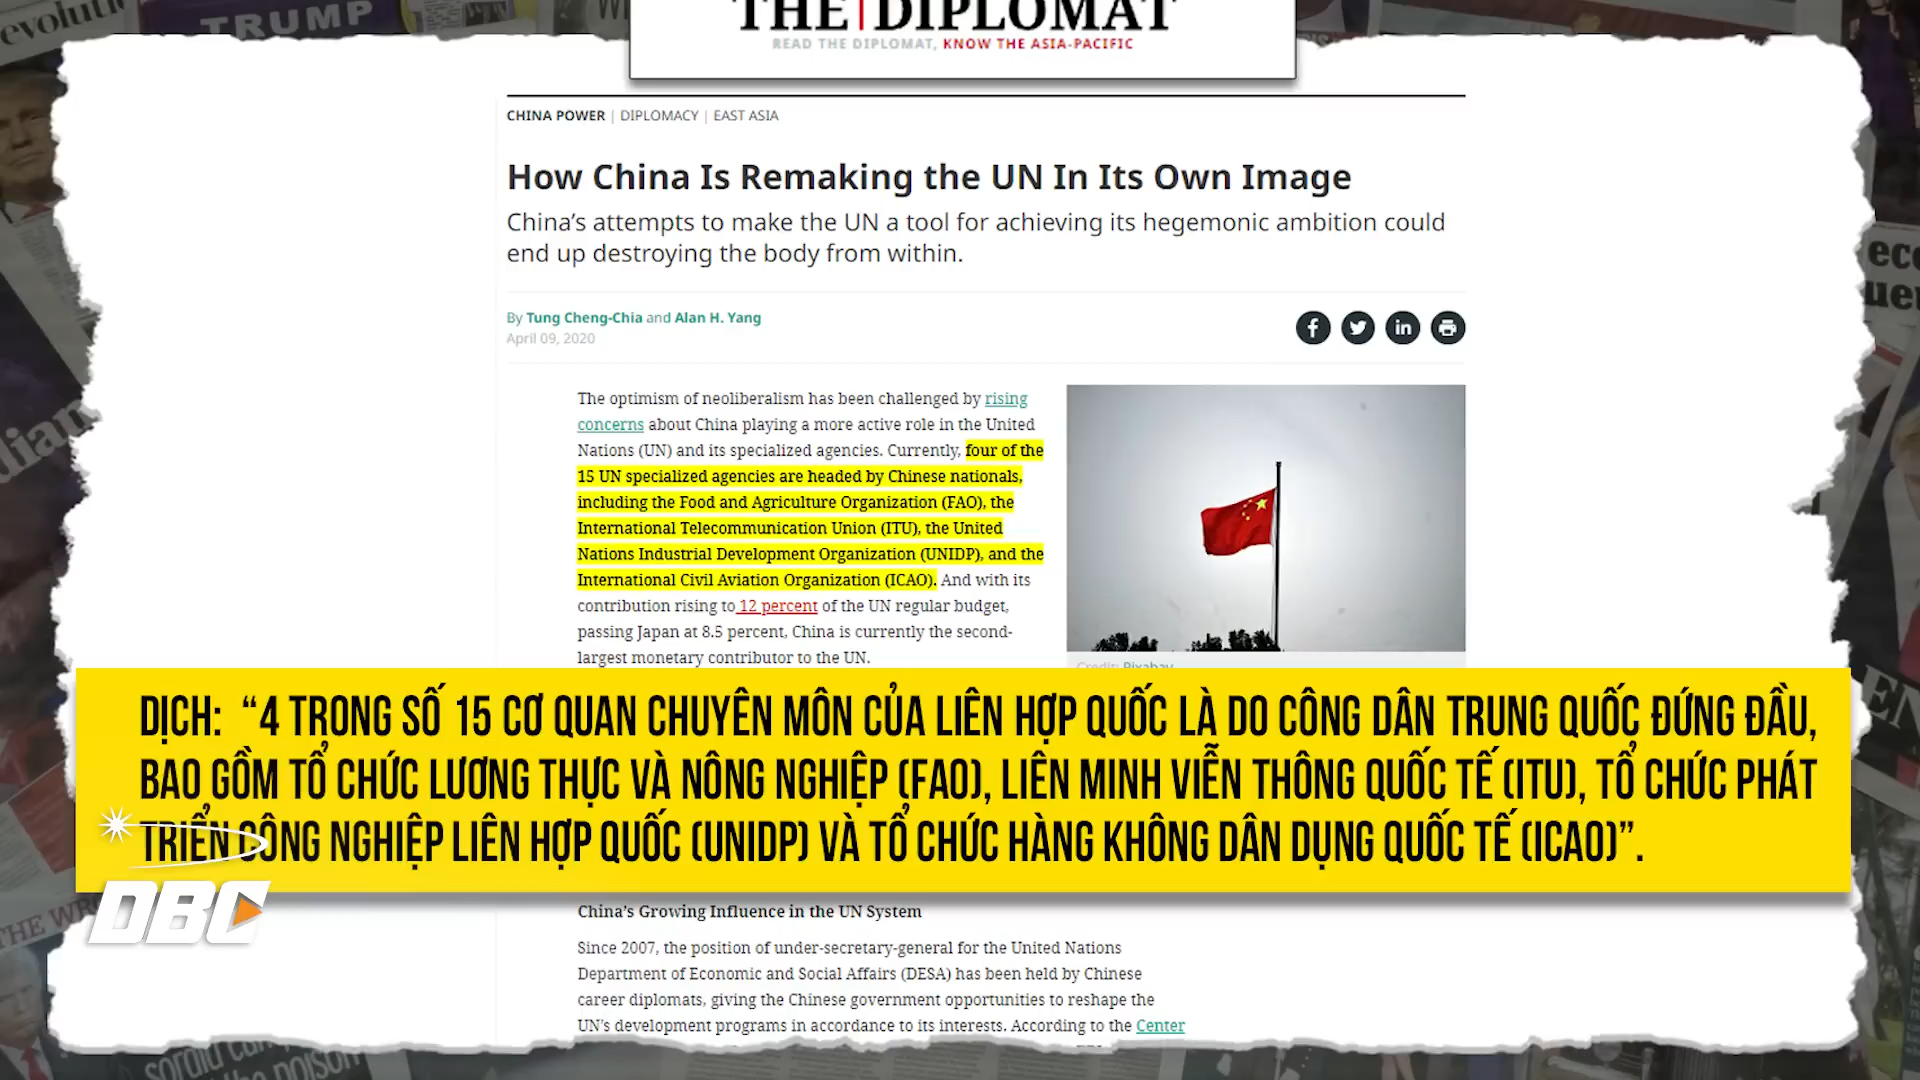 TRUMP
THE DIPLOMAT
READ THE DIPLOMAT, KNOW THE ASIA-PACIFIC
CHINA POWER | DIPLOMACY | EAST ASIA
How China Is Remaking the UN In Its Own Image
China's attempts to make the UN a tool for achieving its hegemonic ambition could
end up destroying the body from within.
By Tung Cheng-Chia and Alan H. Yang
April 09, 2020
The optimism of neoliberalism has been challenged by rising
concerns about China playing a more active role in the United
Nations (UN) and its specialized agencies. Currently, four of the
15 UN specialized agencies are headed by Chinese nationals,
including the Food and Agriculture Organization (FAO), the
International Telecommunication Union (ITU), the United
Nations Industrial Development Organization (UNIDP), and the
International Civil Aviation Organization (ICAO). And with its
contribution rising to 12 percent of the UN regular budget,
passing Japan at 8.5 percent, China is currently the second-
largest monetary contributor to the UN.
Credit: Pixabay
DỊCH: “4 TRONG SỐ 15 CƠ QUAN CHUYÊN MÔN CỦA LIÊN HỢP QUỐC LÀ DO CÔNG DÂN TRUNG QUỐC ĐỨNG ĐẦU,
BAO GỒM TỔ CHỨC LƯƠNG THỰC VÀ NÔNG NGHIỆP (FAO), LIÊN MINH VIỄN THÔNG QUỐC TẾ (ITU), TỔ CHỨC PHÁT
TRIỂN CÔNG NGHIỆP LIÊN HỢP QUỐC (UNIDP) VÀ TỔ CHỨC HÀNG KHÔNG DÂN DỤNG QUỐC TẾ (ICAO)”.
DBC
China's Growing Influence in the UN System
Since 2007, the position of under-secretary-general for the United Nations
Department of Economic and Social Affairs (DESA) has been held by Chinese
career diplomats, giving the Chinese government opportunities to reshape the
UN's development programs in accordance to its interests. According to the Center